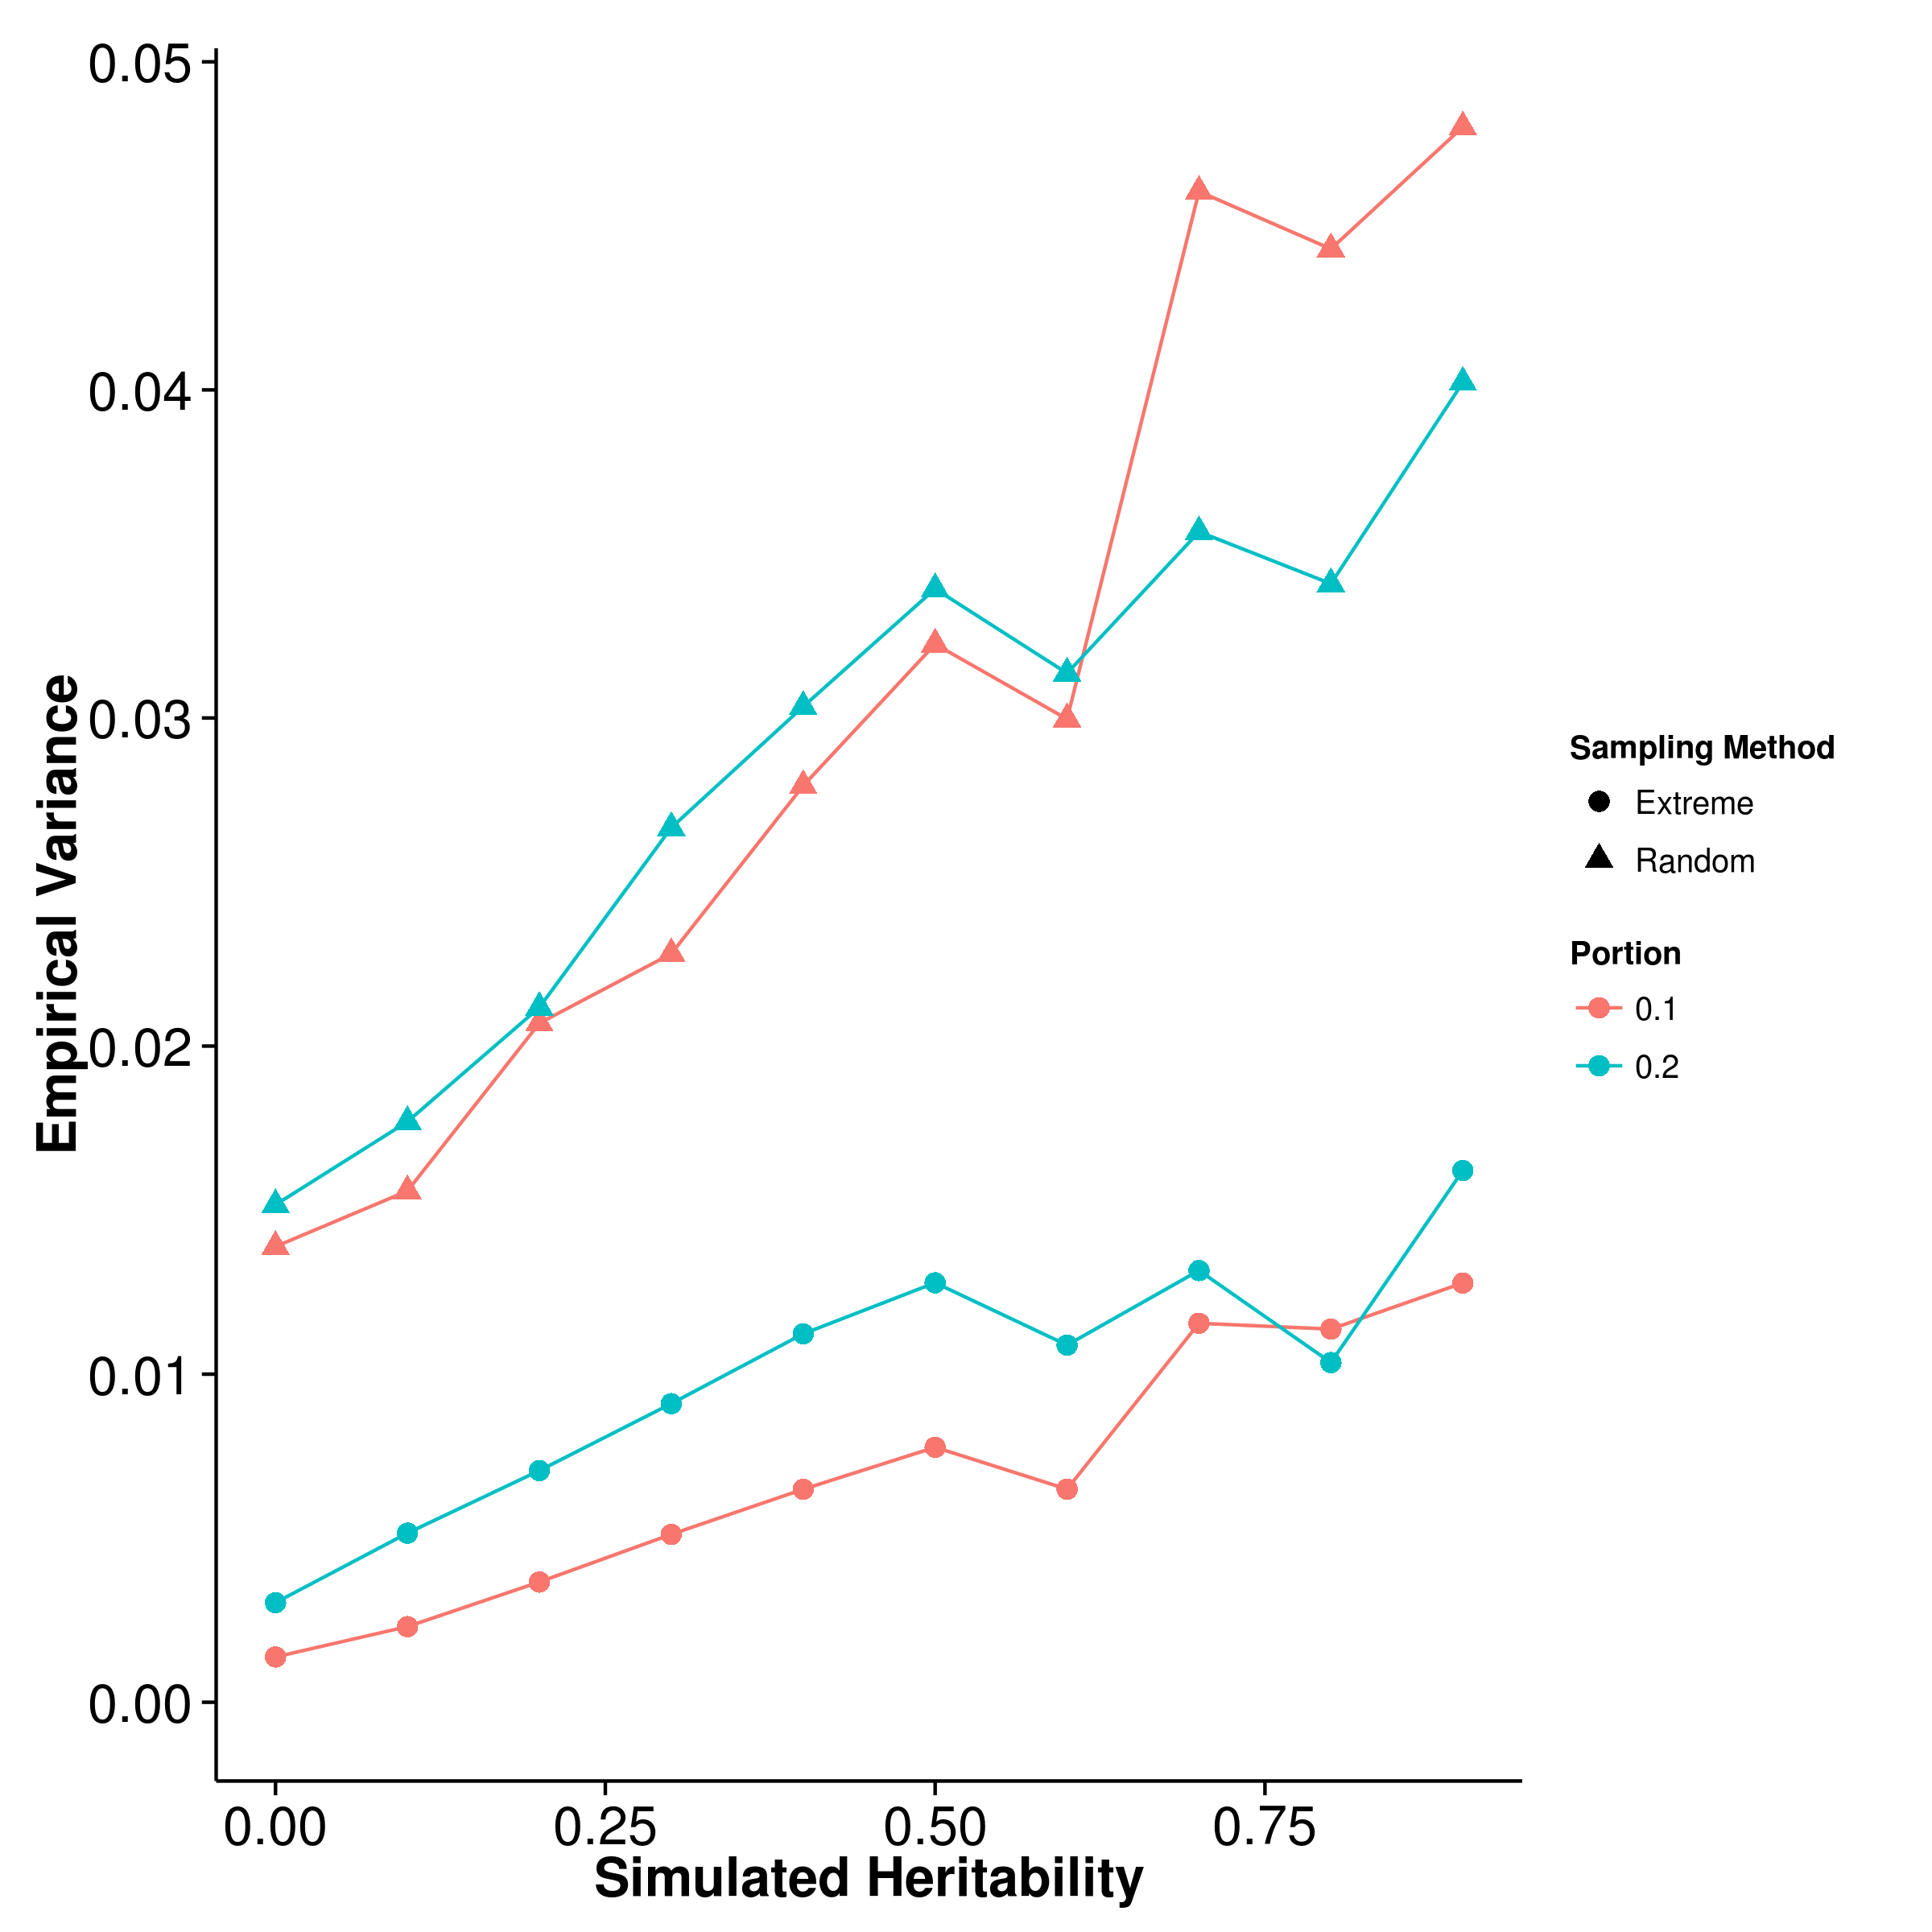 0.05
0.04
0.03
0.02
0.01
0.00
Empirical Variance
0.00 0.25 0.50 0.75
Simulated Heritability
Sampling Method
Extreme
Random
Portion
0.1
0.2